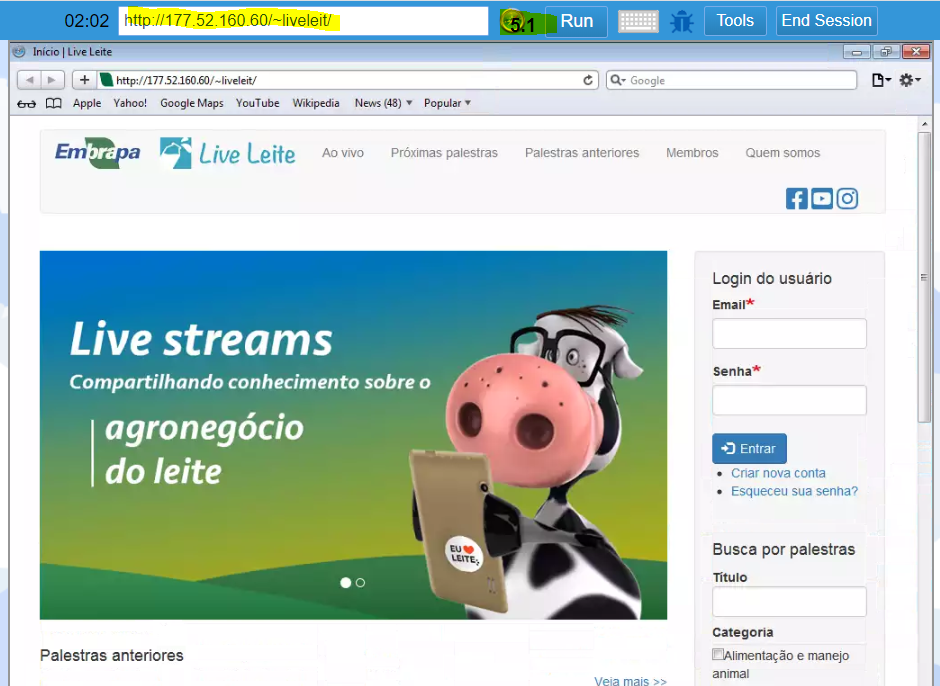 02:02 http://177.52.160.60/~liveleit/ 5.1 Run Tools End Session
Início | Live Leite
http://177.52.160.60/~liveleit/ Google
Apple Yahoo! Google Maps YouTube Wikipedia News (48) Popular
Embrapa Live Leite Ao vivo Próximas palestras Palestras anteriores Membros Quem somos
Live streams
Compartilhando conhecimento sobre o
agronegócio
do leite
EU
LEITE
Login do usuário
Email*
Senha*
Entrar
Criar nova conta
Esqueceu sua senha?
Busca por palestras
Título
Categoria
Alimentação e manejo
animal
Palestras anteriores
Veja mais >>